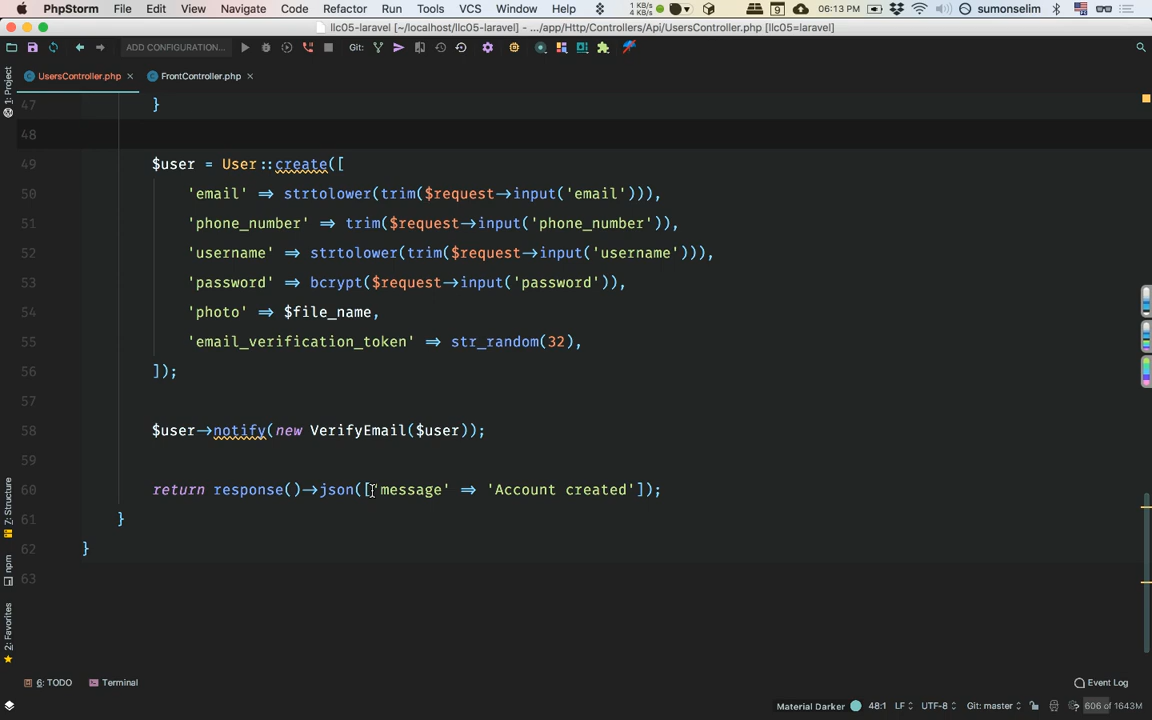 PhpStorm File Edit View Navigate Code Refactor Run Tools VCS Window Help 1 KB/s 4 KB/s 9 06:13 PM sumonselim
llc05-laravel [~/localhost/llc05-laravel] - .../app/Http/Controllers/Api/UsersController.php [llc05=laravel]
ADD CONFIGURATION... Git:
UsersController.php × FrontController.php ×
1: Project
47 }
48
49 $user = User::create([
50 'email' => strtolower(trim($request->input('email'))),
51 'phone_number' => trim($request->input('phone_number')),
52 'username' => strtolower(trim($request->input('username'))),
53 'password' => bcrypt($request->input('password')),
54 'photo' => $file_name,
55 'email_verification_token' => str_random(32),
56 ]);
57
58 $user->notify(new VerifyEmail($user));
59
60 return response()->json(['message' => 'Account created']);
61 }
62 }
63
7: Structure
npm
2: Favorites
6: TODO Terminal Event Log
Material Darker 48:1 LF UTF-8 Git: master 606 of 1643M